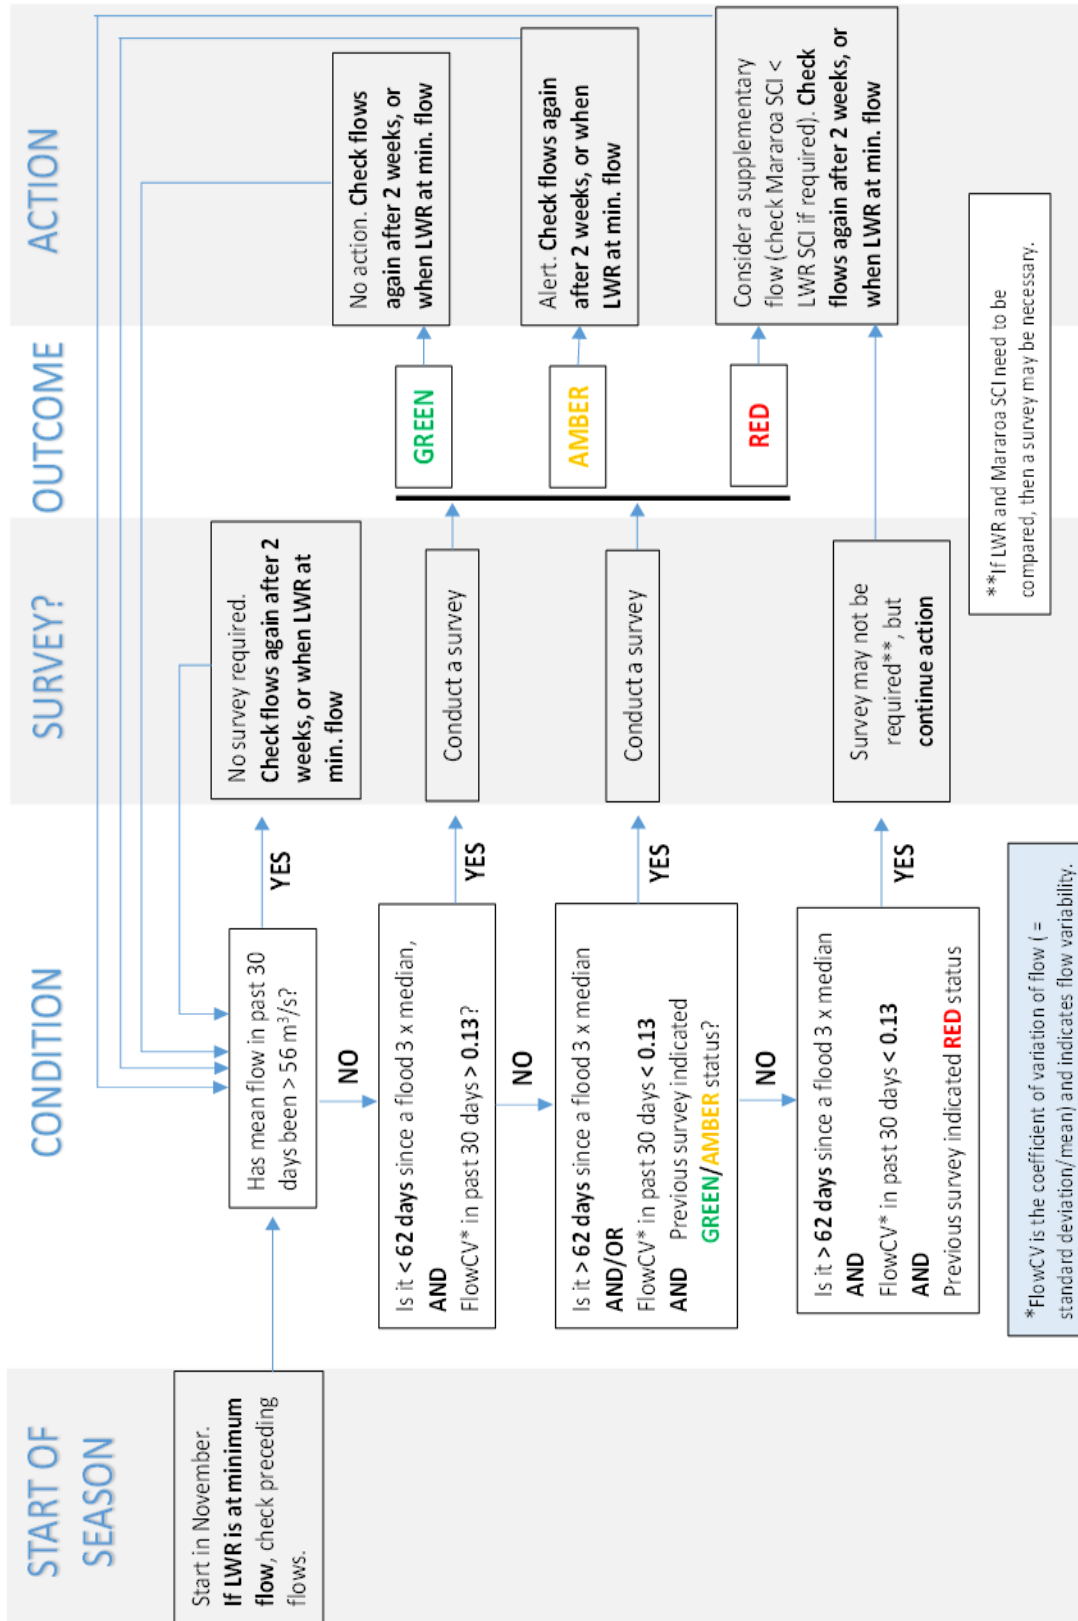 START OF
SEASON
CONDITION
SURVEY?
OUTCOME
ACTION
Start in November.
If LWR is at minimum
flow, check preceding
flows.
Has mean flow in past 30
days been > 56 m³/s?
YES
No survey required.
Check flows again after 2
weeks, or when LWR at
min. flow
NO
Is it < 62 days since a flood 3 x median,
AND
FlowCV* in past 30 days > 0.13?
YES
Conduct a survey
GREEN
No action. Check flows
again after 2 weeks, or
when LWR at min. flow
NO
Is it > 62 days since a flood 3 x median
AND/OR
FlowCV* in past 30 days < 0.13
AND Previous survey indicated
GREEN/AMBER status?
YES
Conduct a survey
AMBER
Alert. Check flows again
after 2 weeks, or when
LWR at min. flow
NO
Is it > 62 days since a flood 3 x median
AND
FlowCV* in past 30 days < 0.13
AND
Previous survey indicated RED status
YES
Survey may not be
required**, but
continue action
RED
Consider a supplementary
flow (check Mararoa SCI <
LWR SCI if required). Check
flows again after 2 weeks, or
when LWR at min. flow
*FlowCV is the coefficient of variation of flow ( =
standard deviation/mean) and indicates flow variability.
**If LWR and Mararoa SCI need to be
compared, then a survey may be necessary.